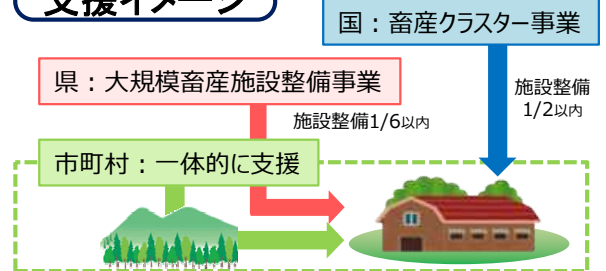 支援イメージ
国：畜産クラスター事業
県：大規模畜産施設整備事業
施設整備
1/2以内
施設整備1/6以内
市町村：一体的に支援